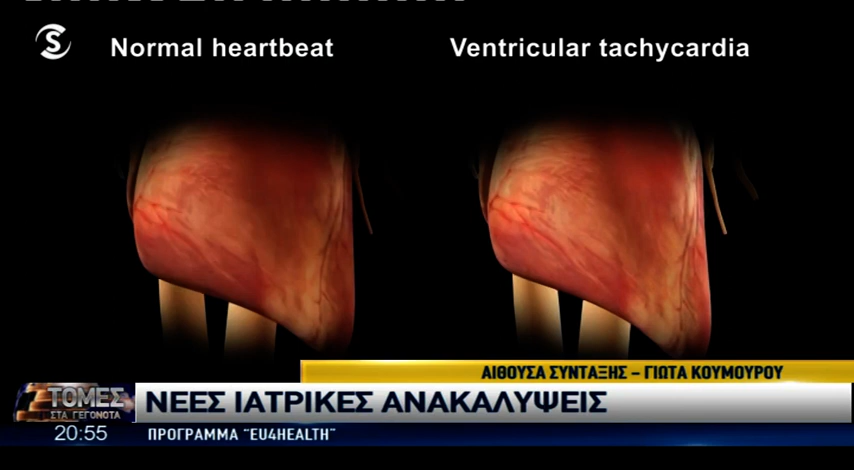 Normal heartbeat
Ventricular tachycardia
ΑΙΘΟΥΣΑ ΣΥΝΤΑΞΗΣ – ΓΙΩΤΑ ΚΟΥΜΟΥΡΟΥ
ΤΟΜΕΣ
ΣΤΑ ΓΕΓΟΝΟΤΑ
ΝΕΕΣ ΙΑΤΡΙΚΕΣ ΑΝΑΚΑΛΥΨΕΙΣ
20:55
ΠΡΟΓΡΑΜΜΑ "EU4HEALTH"